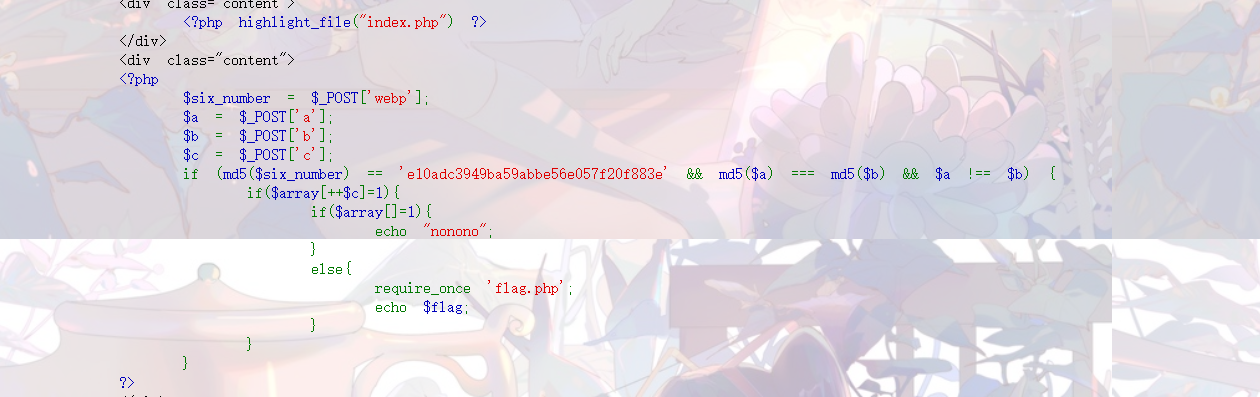 <div class="content">
<?php highlight_file("index.php") ?>
</div>
<div class="content">
<?php
$six_number = $_POST['webp'];
$a = $_POST['a'];
$b = $_POST['b'];
$c = $_POST['c'];
if (md5($six_number) == 'e10adc3949ba59abbe56e057f20f883e' && md5($a) === md5($b) && $a !== $b) {
if($array[++$c]=1){
if($array[]=1){
echo "nonono";
}
else{
require_once 'flag.php';
echo $flag;
}
}
}
?>